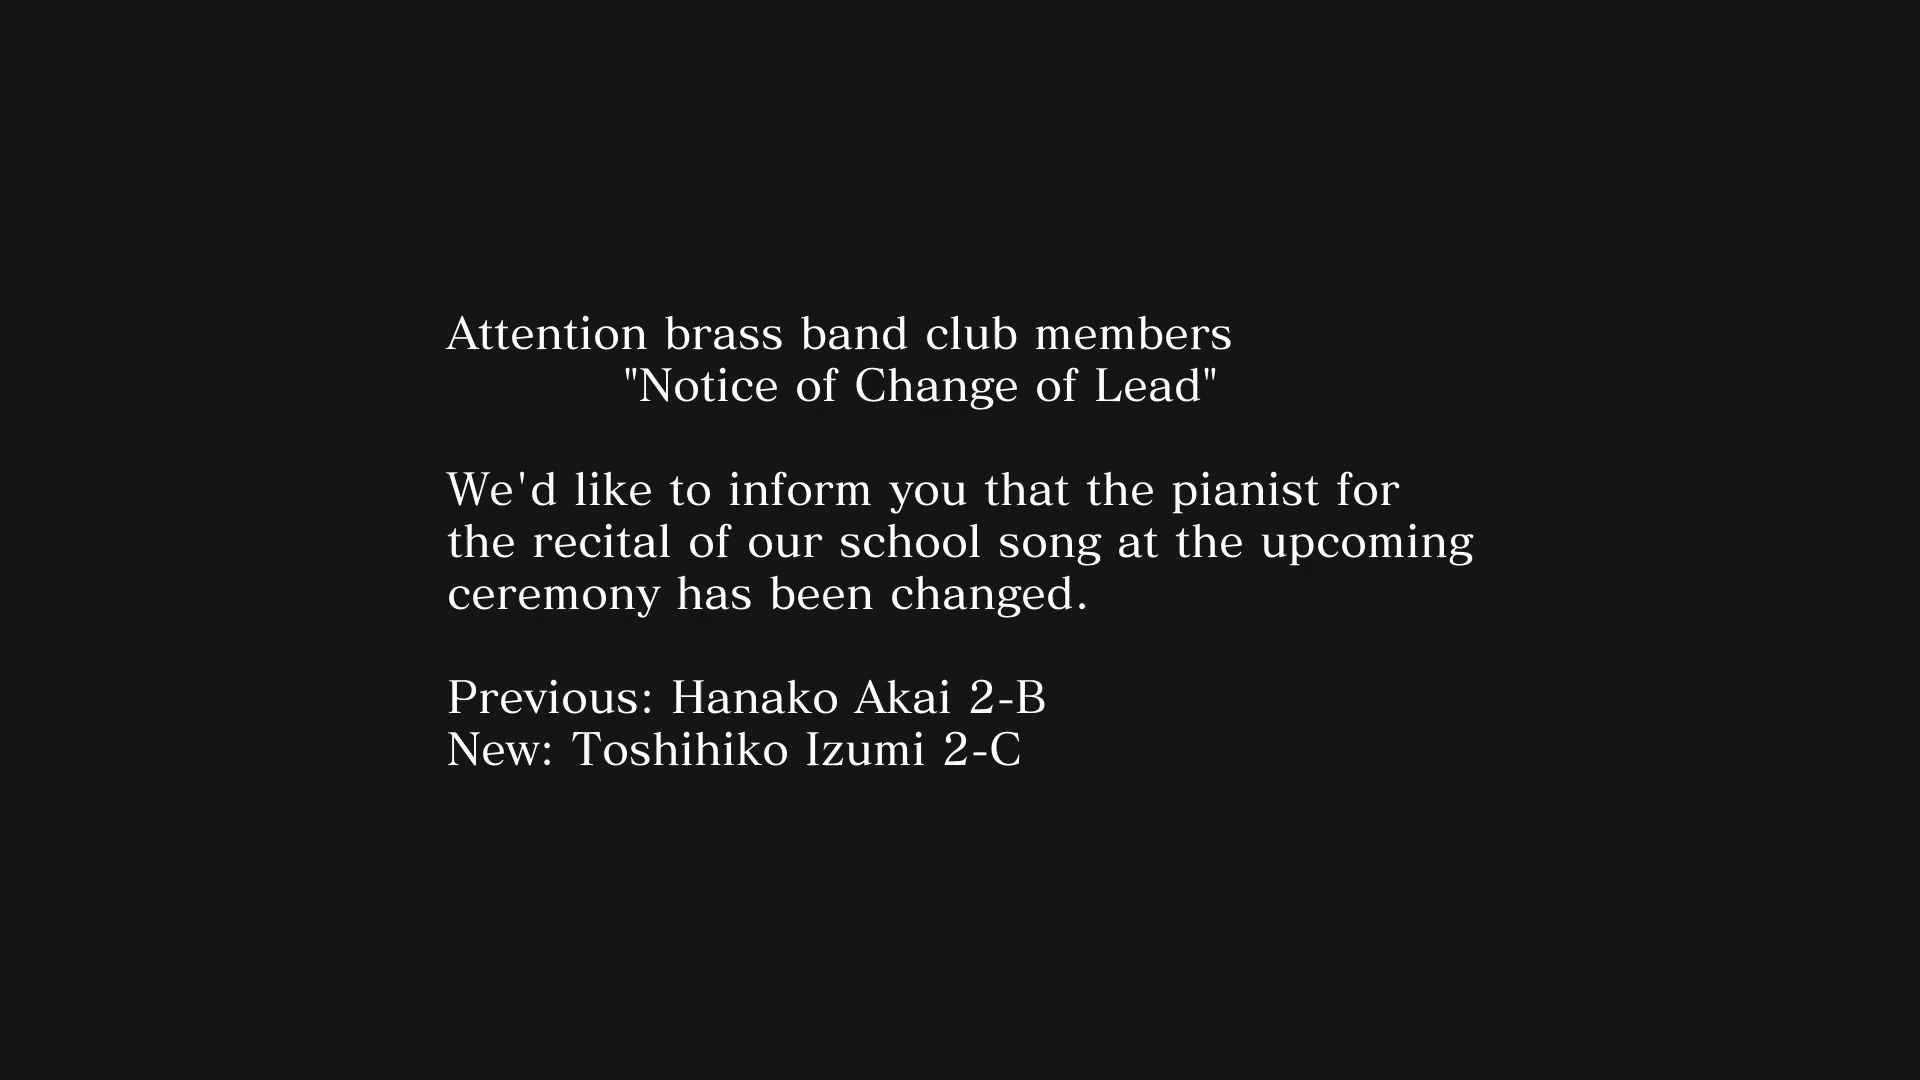 Attention brass band club members
"Notice of Change of Lead"
We'd like to inform you that the pianist for
the recital of our school song at the upcoming
ceremony has been changed.
Previous: Hanako Akai 2-B
New: Toshihiko Izumi 2-C